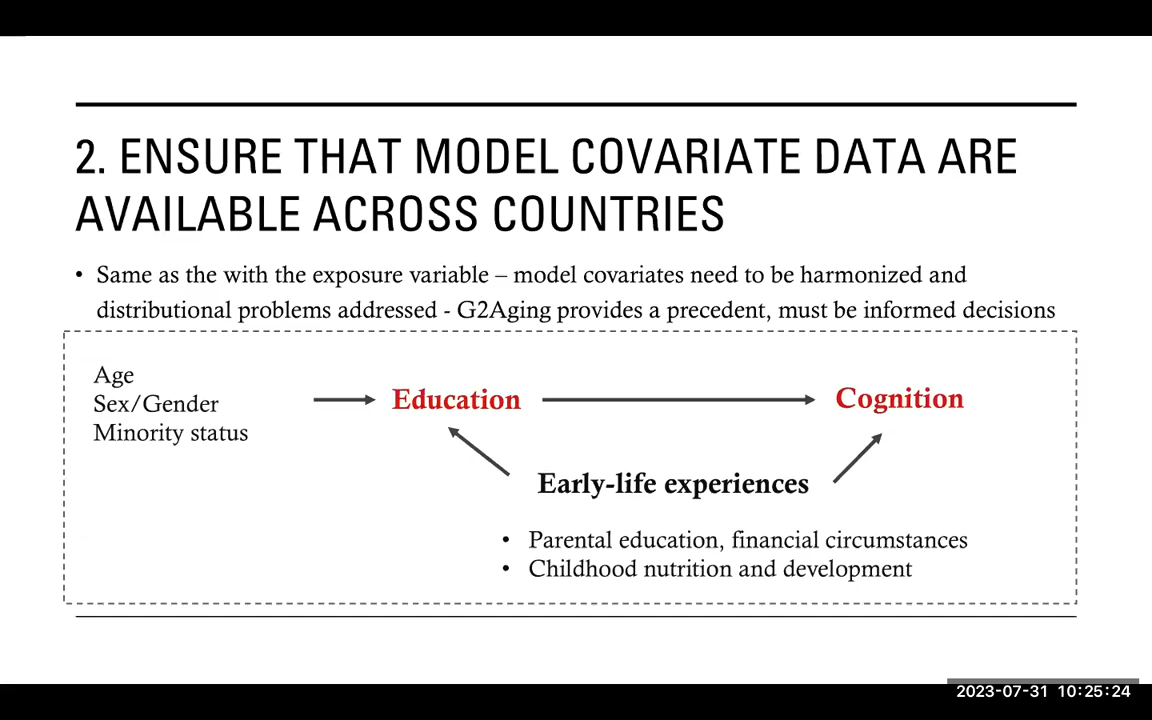 2. ENSURE THAT MODEL COVARIATE DATA ARE
AVAILABLE ACROSS COUNTRIES
• Same as the with the exposure variable – model covariates need to be harmonized and
distributional problems addressed - G2Aging provides a precedent, must be informed decisions
Age
Sex/Gender
Minority status
Education
Cognition
Early-life experiences
• Parental education, financial circumstances
• Childhood nutrition and development
2023-07-31 10:25:24